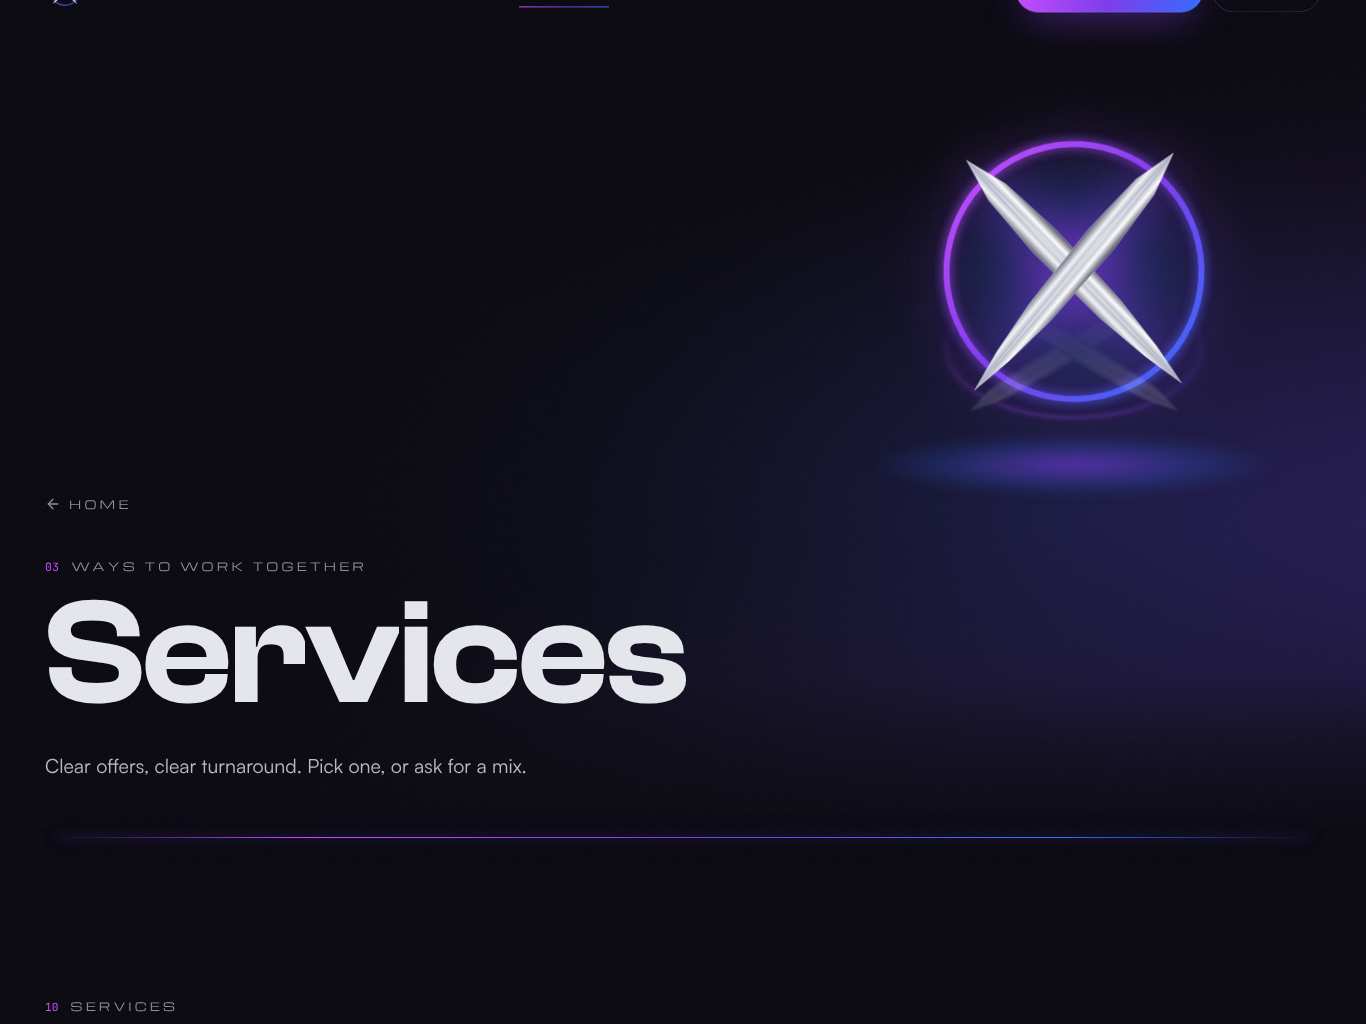 ← HOME
03 WAYS TO WORK TOGETHER
Services
Clear offers, clear turnaround. Pick one, or ask for a mix.
10 SERVICES